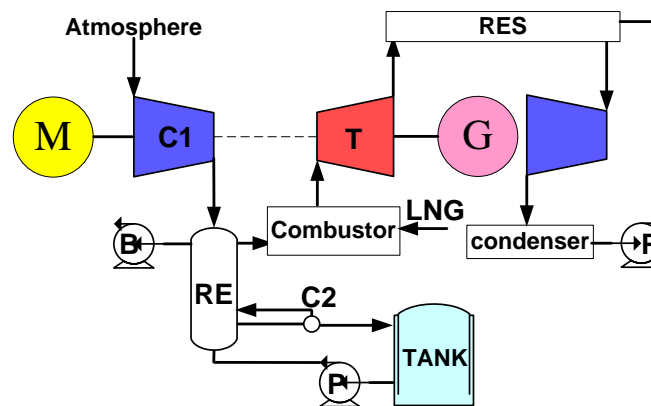 Atmosphere
RES
M
C1
T
G
LNG
Combustor
B
condenser
P
RE
C2
TANK
P